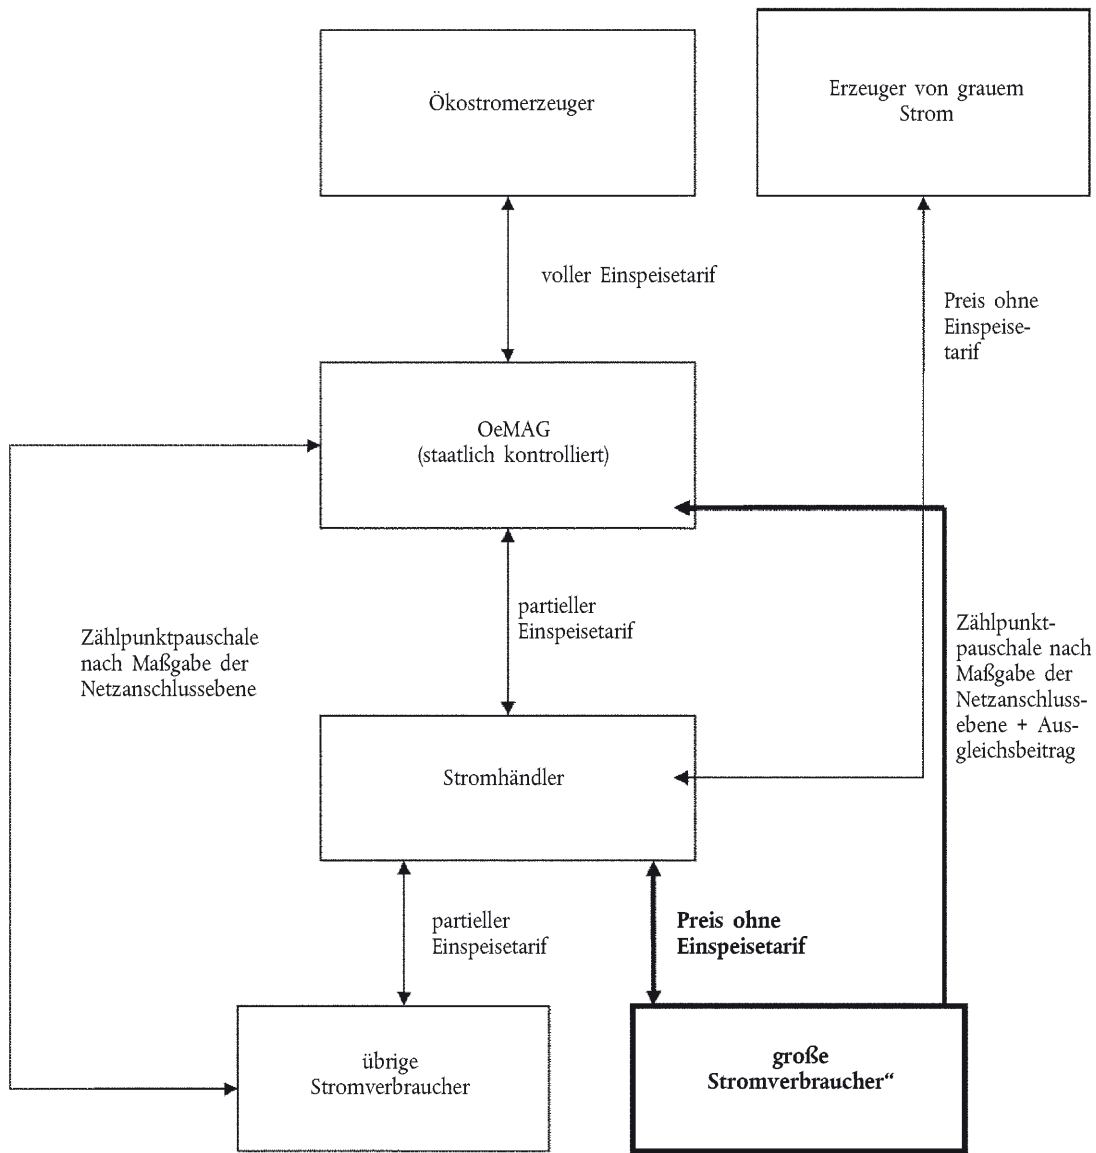 Ökostromerzeuger
Erzeuger von grauem
Strom
voller Einspeisetarif
Preis ohne
Einspeise-
tarif
OeMAG
(staatlich kontrolliert)
partieller
Einspeisetarif
Zählpunktpauschale
nach Maßgabe der
Netzanschlussebene
Zählpunkt-
pauschale nach
Maßgabe der
Netzanschluss-
ebene + Aus-
gleichsbeitrag
Stromhändler
partieller
Einspeisetarif
Preis ohne
Einspeisetarif
übrige
Stromverbraucher
große
Stromverbraucher“